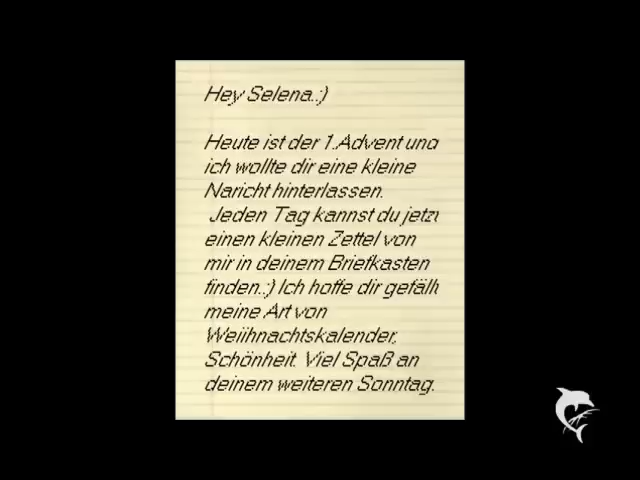 Hey Selena.:)
Heute ist der 1.Advent und
ich wollte dir eine kleine
Naricht hinterlassen.
Jeden Tag kannst du jetzt
einen kleinen Zettel von
mir in deinem Briefkasten
finden.:) Ich hoffe dir gefällt
meine Art von
Weiihnachtskalender,
Schönheit. Viel Spaß an
deinem weiteren Sonntag.